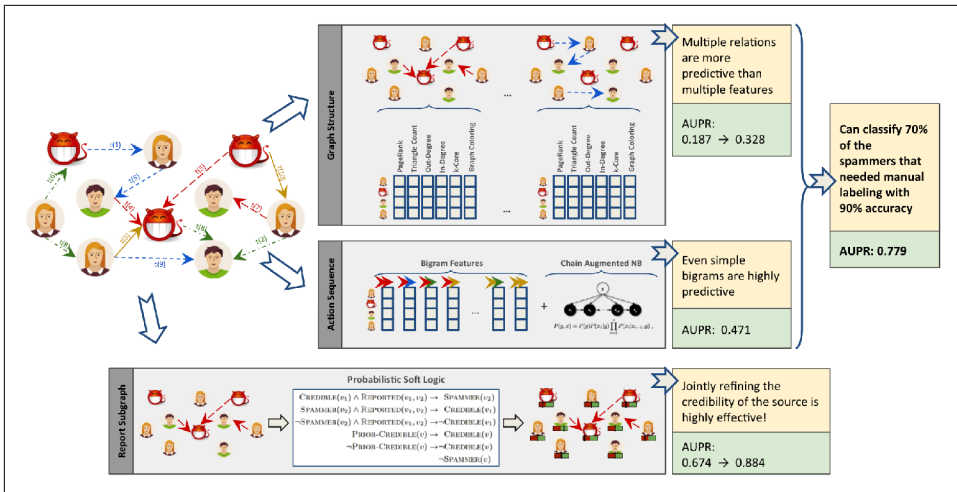 Graph Structure
PageRank
Triangle Count
Out-Degree
In-Degree
k-Core
Graph Coloring
...
...
PageRank
Triangle Count
Out-Degree
In-Degree
k-Core
Graph Coloring
Multiple relations
are more
predictive than
multiple features
AUPR:
0.187 → 0.328
Can classify 70%
of the
spammers that
needed manual
labeling with
90% accuracy
AUPR: 0.779
t(1)
t(9)
t(2)
Action Sequence
Bigram Features
...
+
Chain Augmented NB
Even simple
bigrams are highly
predictive
AUPR: 0.471
Report Subgraph
Probabilistic Soft Logic
CREDIBLE(v₁) ∧ REPORTED(v₁, v₂) → SPAMMER(v₂)
SPAMMER(v₂) ∧ REPORTED(v₁, v₂) → CREDIBLE(v₁)
¬SPAMMER(v₂) ∧ REPORTED(v₁, v₂) → ¬CREDIBLE(v₁)
PRIOR-CREDIBLE(v) → CREDIBLE(v)
¬PRIOR-CREDIBLE(v) → ¬CREDIBLE(v)
¬SPAMMER(v)
Jointly refining the
credibility of the source is
highly effective!
AUPR:
0.674 → 0.884